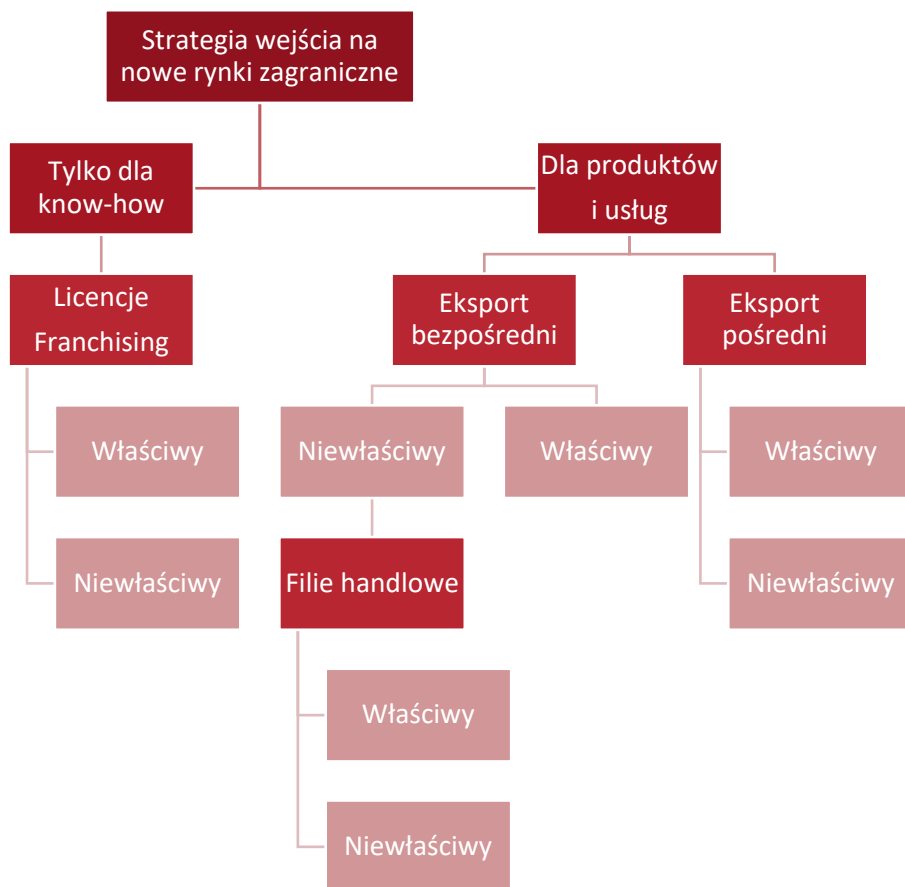 Strategia wejścia na
nowe rynki zagraniczne
Tylko dla
know-how
Dla produktów
i usług
Licencje
Franchising
Eksport
bezpośredni
Eksport
pośredni
Właściwy
Niewłaściwy
Właściwy
Właściwy
Niewłaściwy
Filie handlowe
Niewłaściwy
Właściwy
Niewłaściwy